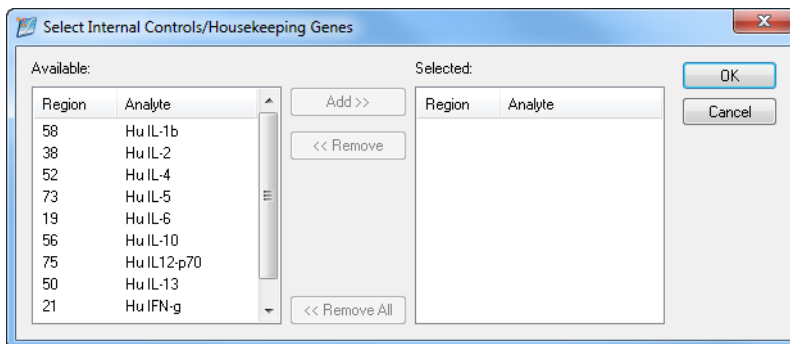 Select Internal Controls/Housekeeping Genes
Available:
Region Analyte
58 Hu IL-1b
38 Hu IL-2
52 Hu IL-4
73 Hu IL-5
19 Hu IL-6
56 Hu IL-10
75 Hu IL12-p70
50 Hu IL-13
21 Hu IFN-g
Add >>
<< Remove
<< Remove All
Selected:
Region Analyte
OK
Cancel